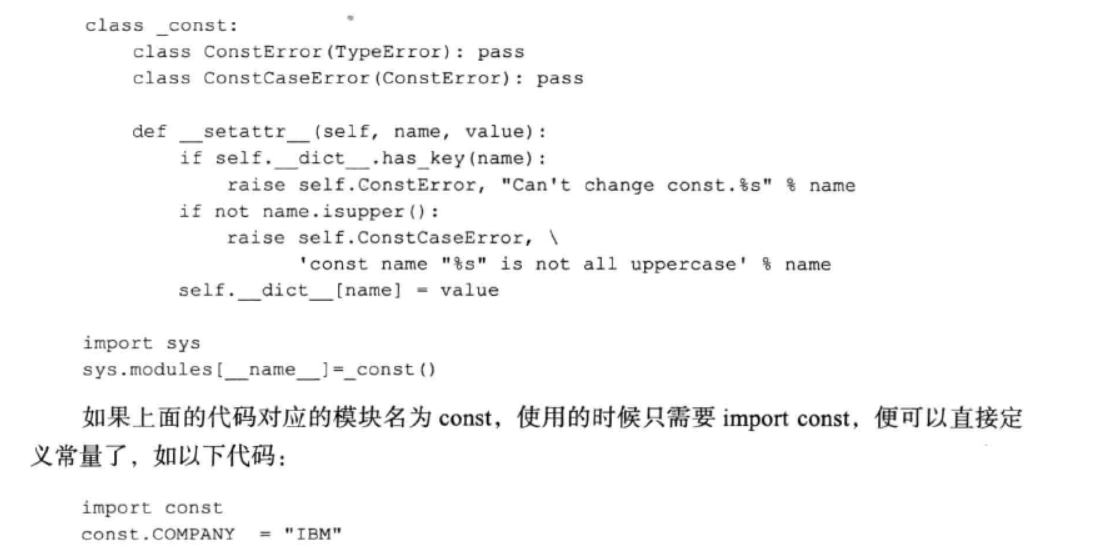 class _const:
    class ConstError(TypeError): pass
    class ConstCaseError(ConstError): pass

    def __setattr__(self, name, value):
        if self.__dict__.has_key(name):
            raise self.ConstError, "Can't change const.%s" % name
        if not name.isupper():
            raise self.ConstCaseError, \
                  'const name "%s" is not all uppercase' % name
        self.__dict__[name] = value

import sys
sys.modules[__name__]=_const()
如果上面的代码对应的模块名为 const，使用的时候只需要 import const，便可以直接定
义常量了，如以下代码：
import const
const.COMPANY  = "IBM"